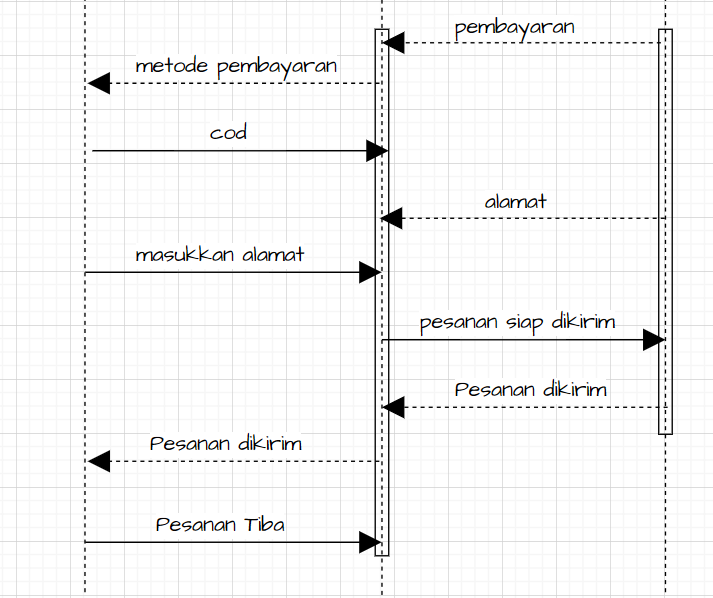 pembayaran
metode pembayaran
cod
alamat
masukkan alamat
pesanan siap dikirim
Pesanan dikirim
Pesanan dikirim
Pesanan Tiba